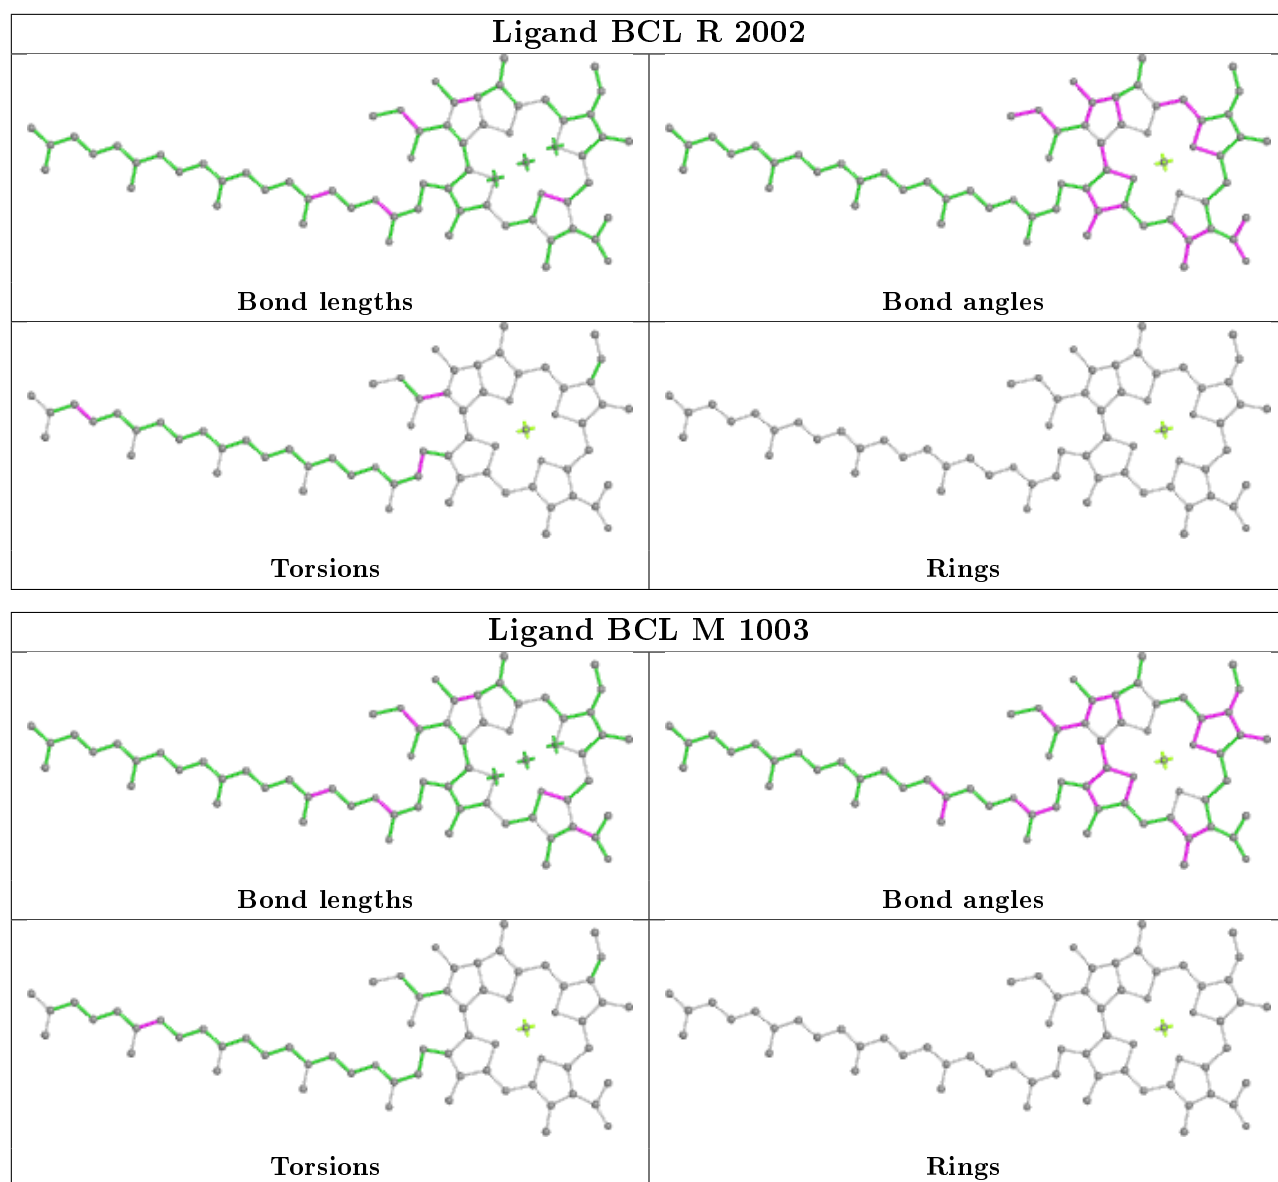 Ligand BCL R 2002
Bond lengths
Bond angles
Torsions
Rings
Ligand BCL M 1003
Bond lengths
Bond angles
Torsions
Rings